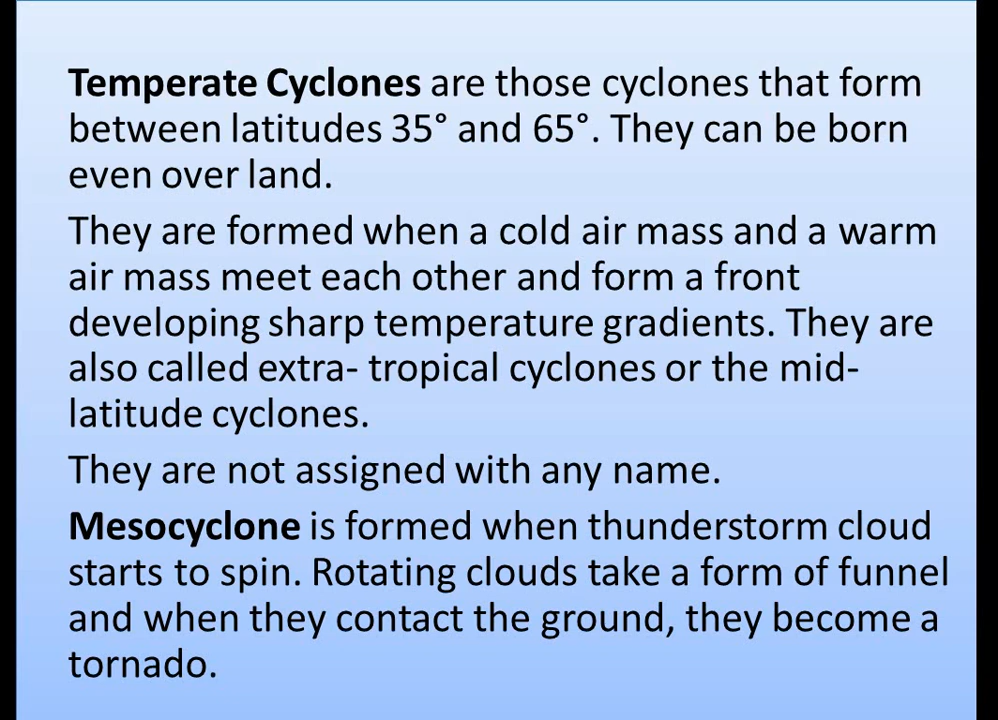 Temperate Cyclones are those cyclones that form
between latitudes 35° and 65°. They can be born
even over land.
They are formed when a cold air mass and a warm
air mass meet each other and form a front
developing sharp temperature gradients. They are
also called extra- tropical cyclones or the mid-
latitude cyclones.
They are not assigned with any name.
Mesocyclone is formed when thunderstorm cloud
starts to spin. Rotating clouds take a form of funnel
and when they contact the ground, they become a
tornado.